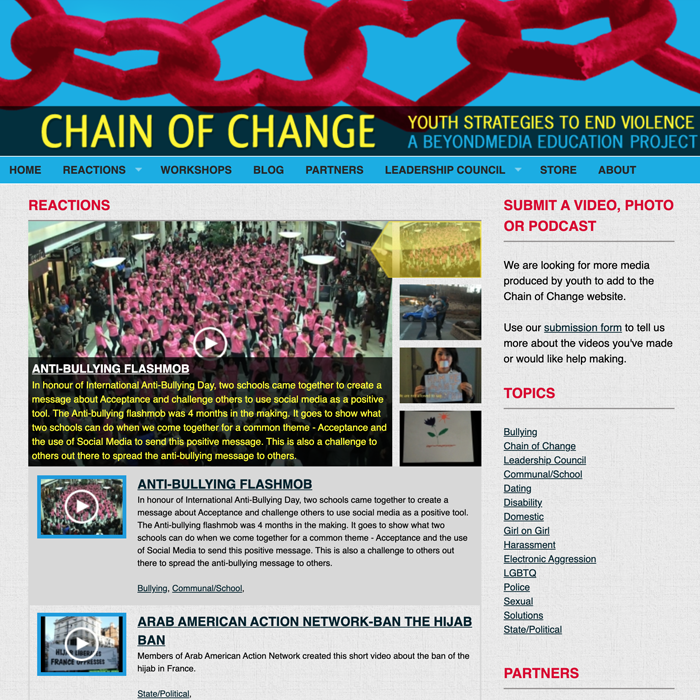 CHAIN OF CHANGE
YOUTH STRATEGIES TO END VIOLENCE
A BEYONDMEDIA EDUCATION PROJECT
HOME REACTIONS WORKSHOPS BLOG PARTNERS LEADERSHIP COUNCIL STORE ABOUT
REACTIONS
ANTI-BULLYING FLASHMOB
In honour of International Anti-Bullying Day, two schools came together to create a
message about Acceptance and challenge others to use social media as a positive
tool. The Anti-bullying flashmob was 4 months in the making. It goes to show what
two schools can do when we come together for a common theme - Acceptance and
the use of Social Media to send this positive message. This is also a challenge to
others out there to spread the anti-bullying message to others.
ANTI-BULLYING FLASHMOB
In honour of International Anti-Bullying Day, two schools came together to create a
message about Acceptance and challenge others to use social media as a positive tool.
The Anti-bullying flashmob was 4 months in the making. It goes to show what two
schools can do when we come together for a common theme - Acceptance and the use
of Social Media to send this positive message. This is also a challenge to others out
there to spread the anti-bullying message to others.
Bullying, Communal/School,
ARAB AMERICAN ACTION NETWORK-BAN THE HIJAB
BAN
Members of Arab American Action Network created this short video about the ban of the
hijab in France.
State/Political,
SUBMIT A VIDEO, PHOTO
OR PODCAST
We are looking for more media
produced by youth to add to the
Chain of Change website.
Use our submission form to tell us
more about the videos you've made
or would like help making.
TOPICS
Bullying
Chain of Change
Leadership Council
Communal/School
Dating
Disability
Domestic
Girl on Girl
Harassment
Electronic Aggression
LGBTQ
Police
Sexual
Solutions
State/Political
PARTNERS